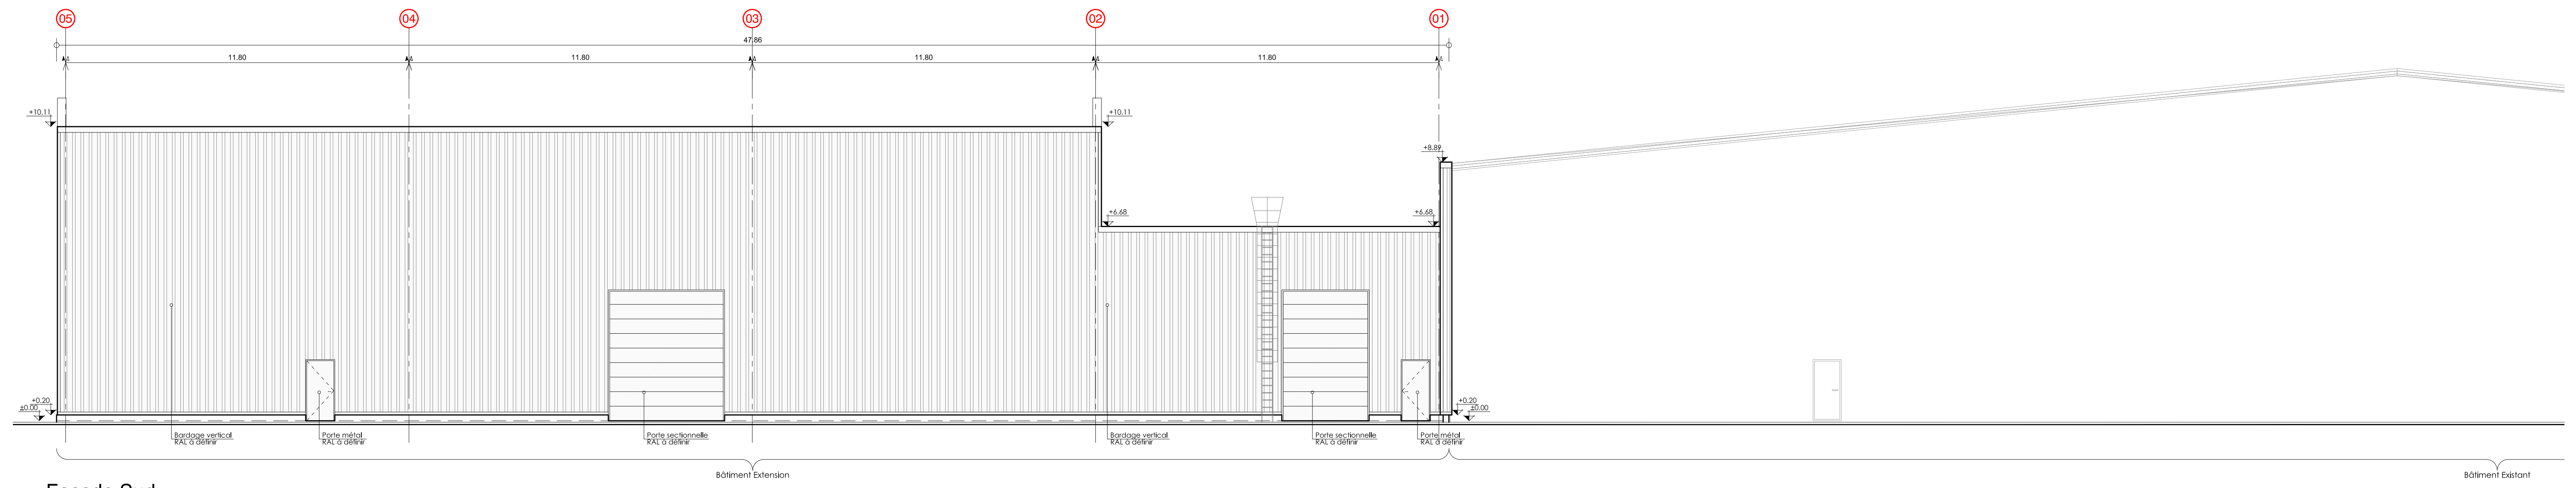 05 04 03 02 01
47.86
11.80 11.80 11.80 11.80
+10.11 +10.11
+8.89
+6.68 +6.68
+0.20 +0.20
±0.00 ±0.00
Bardage vertical
RAL à définir
Porte métal
RAL à définir
Porte sectionnelle
RAL à définir
Bardage vertical
RAL à définir
Porte sectionnelle
RAL à définir
Porte métal
RAL à définir
Bâtiment Extension Bâtiment Existant
Façade Sud